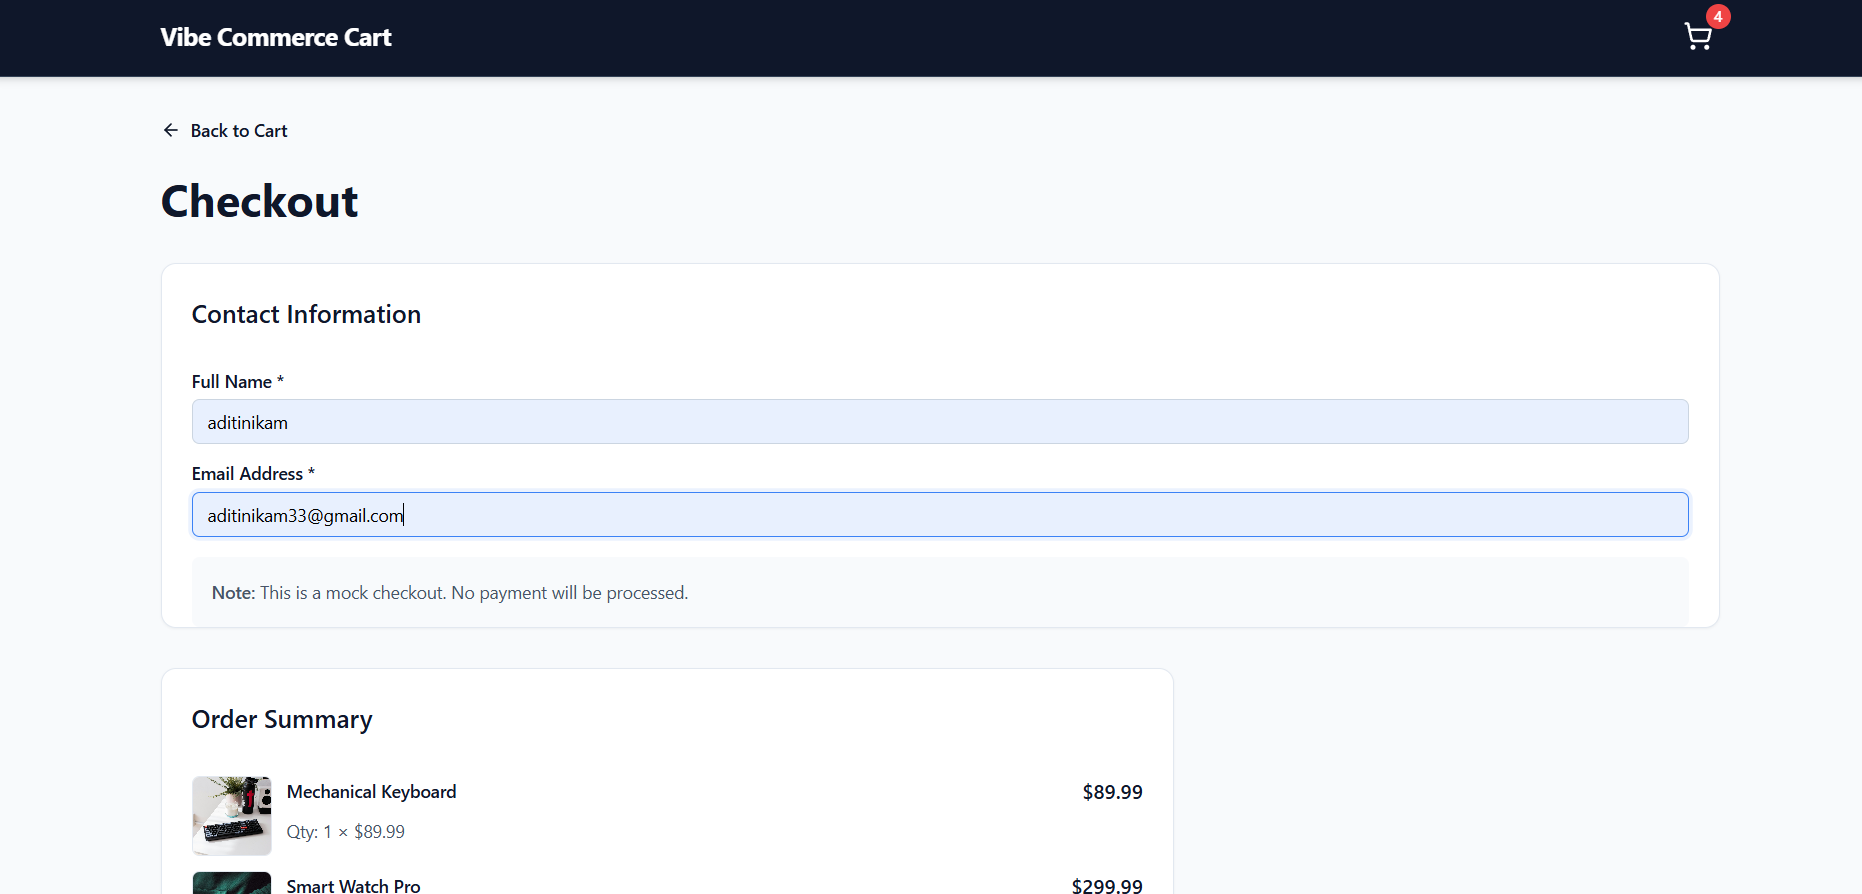 Vibe Commerce Cart
4
Back to Cart
Checkout
Contact Information
Full Name *
aditinikam
Email Address *
aditinikam33@gmail.com
Note: This is a mock checkout. No payment will be processed.
Order Summary
Mechanical Keyboard $89.99
Qty: 1 × $89.99
Smart Watch Pro $299.99